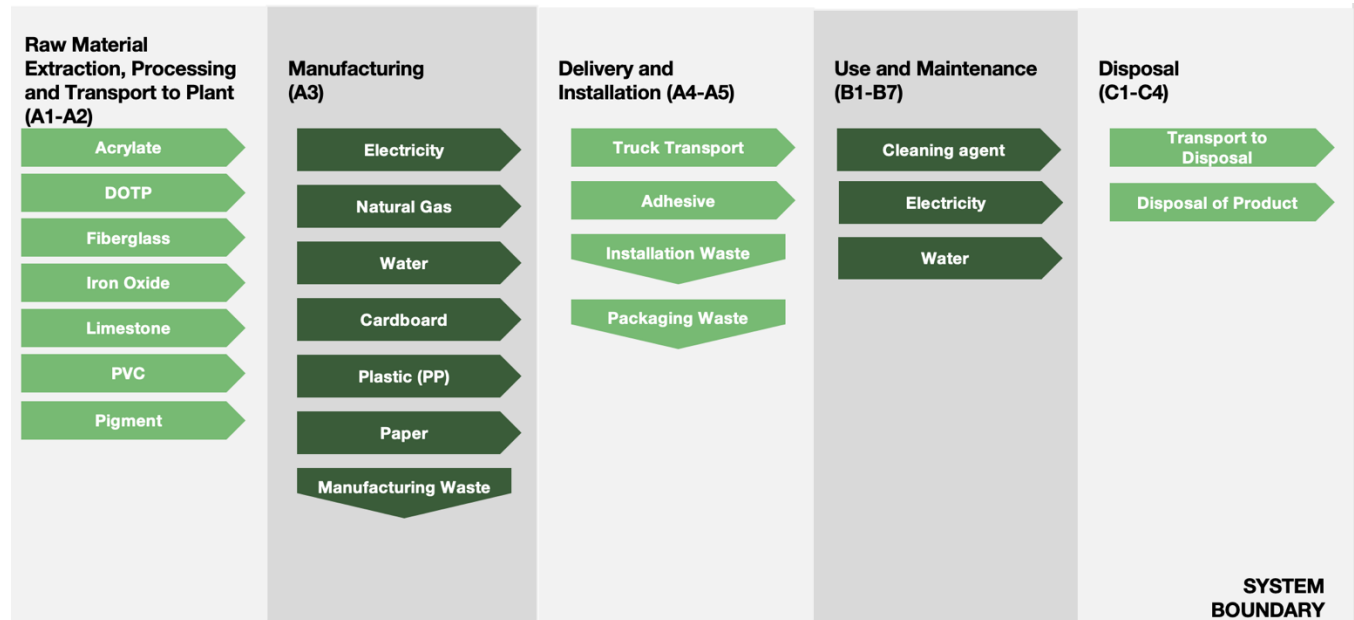 Raw Material
Extraction, Processing
and Transport to Plant
(A1-A2)
Acrylate
DOTP
Fiberglass
Iron Oxide
Limestone
PVC
Pigment
Manufacturing
(A3)
Electricity
Natural Gas
Water
Cardboard
Plastic (PP)
Paper
Manufacturing Waste
Delivery and
Installation (A4-A5)
Truck Transport
Adhesive
Installation Waste
Packaging Waste
Use and Maintenance
(B1-B7)
Cleaning agent
Electricity
Water
Disposal
(C1-C4)
Transport to
Disposal
Disposal of Product
SYSTEM
BOUNDARY